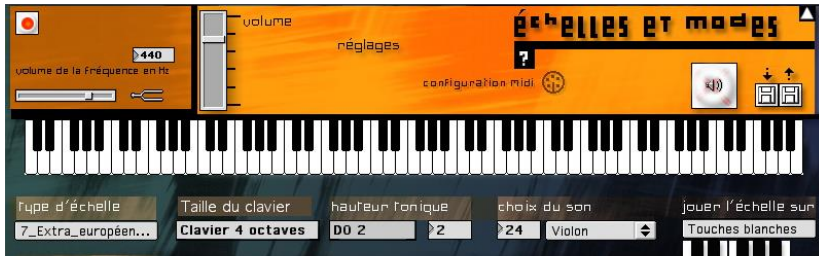 volume
échelles et modes
réglages
440
?
volume de la fréquence en Hz
configuration midi
Type d'échelle
Taille du clavier
hauteur tonique
choix du son
jouer l'échelle sur
7_Extra_européen...
Clavier 4 octaves
DO 2
2
24
Violon
Touches blanches